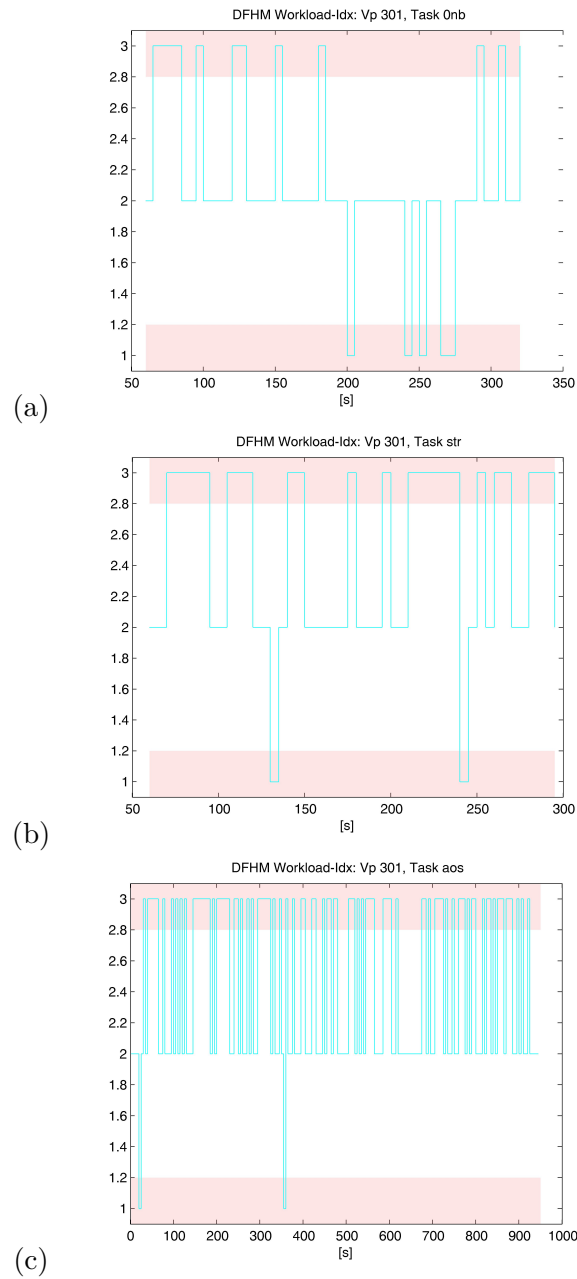 DFHM Workload-Idx: Vp 301, Task 0nb
3
2.8
2.6
2.4
2.2
2
1.8
1.6
1.4
1.2
1
50 100 150 200 250 300 350
[s]
(a)
DFHM Workload-Idx: Vp 301, Task str
3
2.8
2.6
2.4
2.2
2
1.8
1.6
1.4
1.2
1
50 100 150 200 250 300
[s]
(b)
DFHM Workload-Idx: Vp 301, Task aos
3
2.8
2.6
2.4
2.2
2
1.8
1.6
1.4
1.2
1
0 100 200 300 400 500 600 700 800 900 1000
[s]
(c)